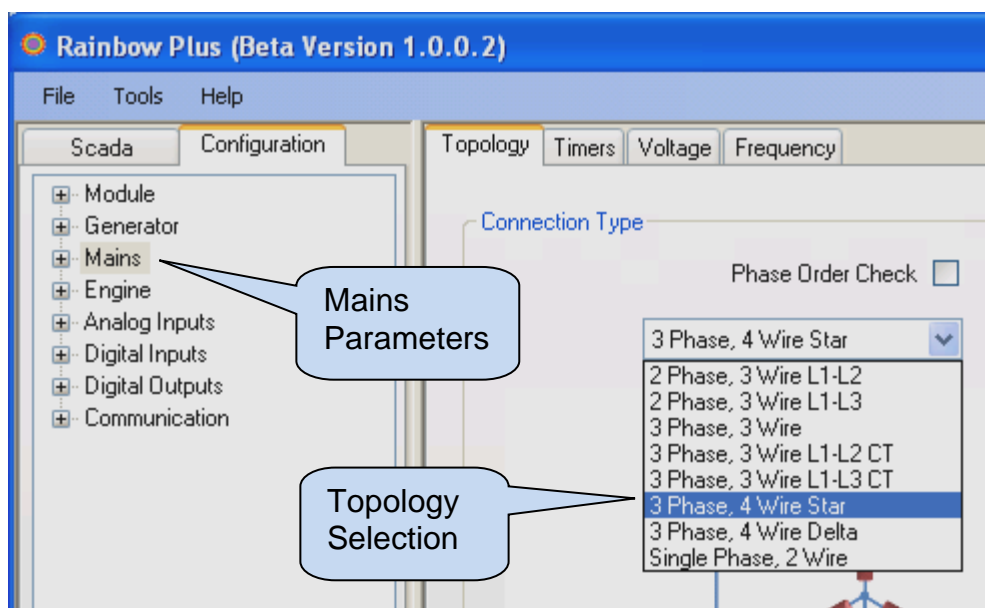 Rainbow Plus (Beta Version 1.0.0.2)
File Tools Help
Scada Configuration
Module
Generator
Mains
Engine
Analog Inputs
Digital Inputs
Digital Outputs
Communication
Mains
Parameters
Topology
Selection
Topology Timers Voltage Frequency
Connection Type
Phase Order Check
3 Phase, 4 Wire Star
2 Phase, 3 Wire L1-L2
2 Phase, 3 Wire L1-L3
3 Phase, 3 Wire
3 Phase, 3 Wire L1-L2 CT
3 Phase, 3 Wire L1-L3 CT
3 Phase, 4 Wire Star
3 Phase, 4 Wire Delta
Single Phase, 2 Wire